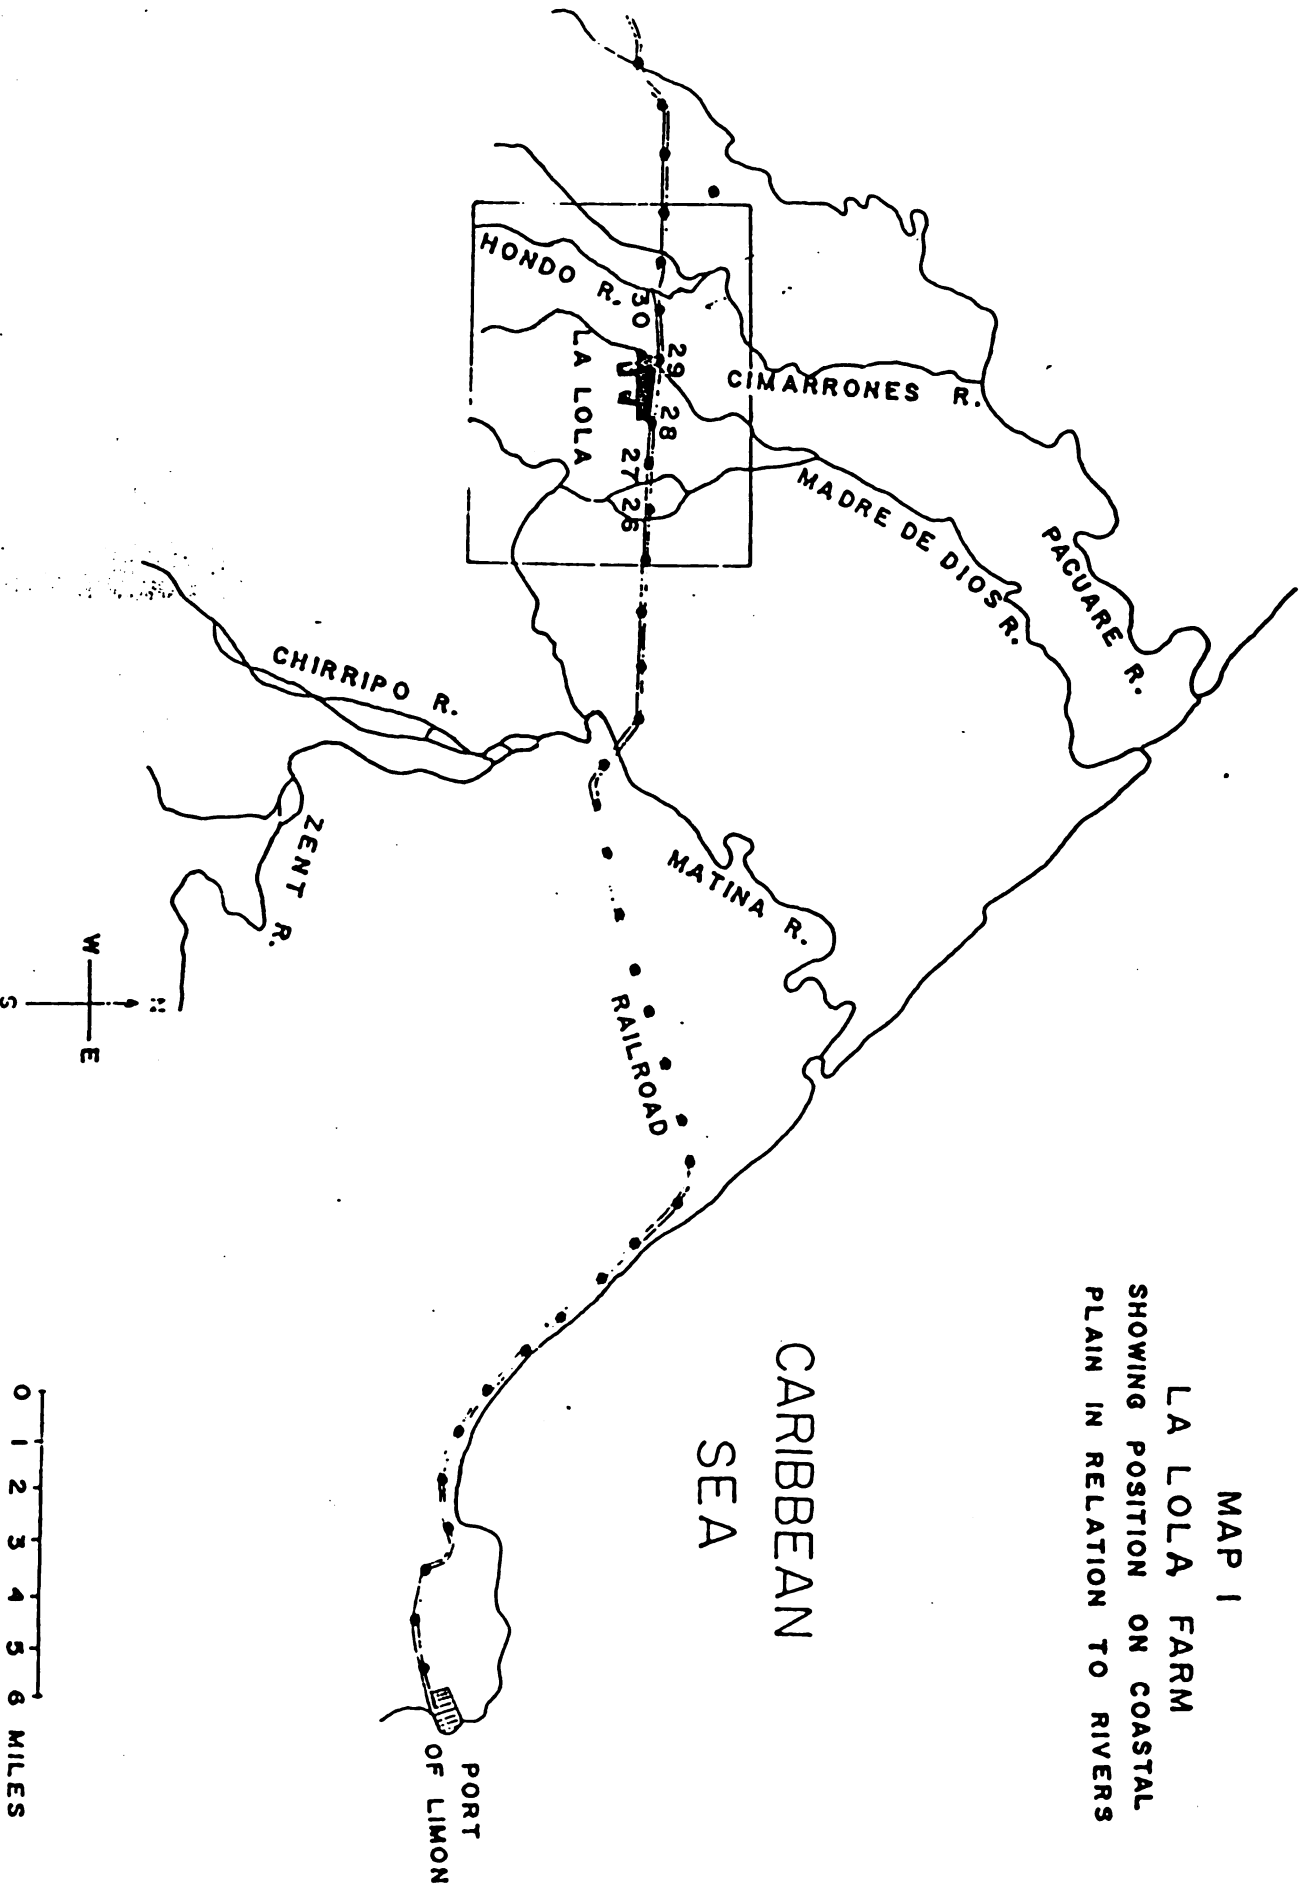 MAP I
LA LOLA FARM
SHOWING POSITION ON COASTAL
PLAIN IN RELATION TO RIVERS
CARIBBEAN
SEA
PACUARE R.
MADRE DE DIOS R.
CIMARRONES R.
HONDO R.
30
29
28
27
26
LA LOLA
MATINA R.
RAILROAD
CHIRRIPO R.
ZENT R.
PORT
OF LIMON
N
W
E
S
0 1 2 3 4 5 6 MILES